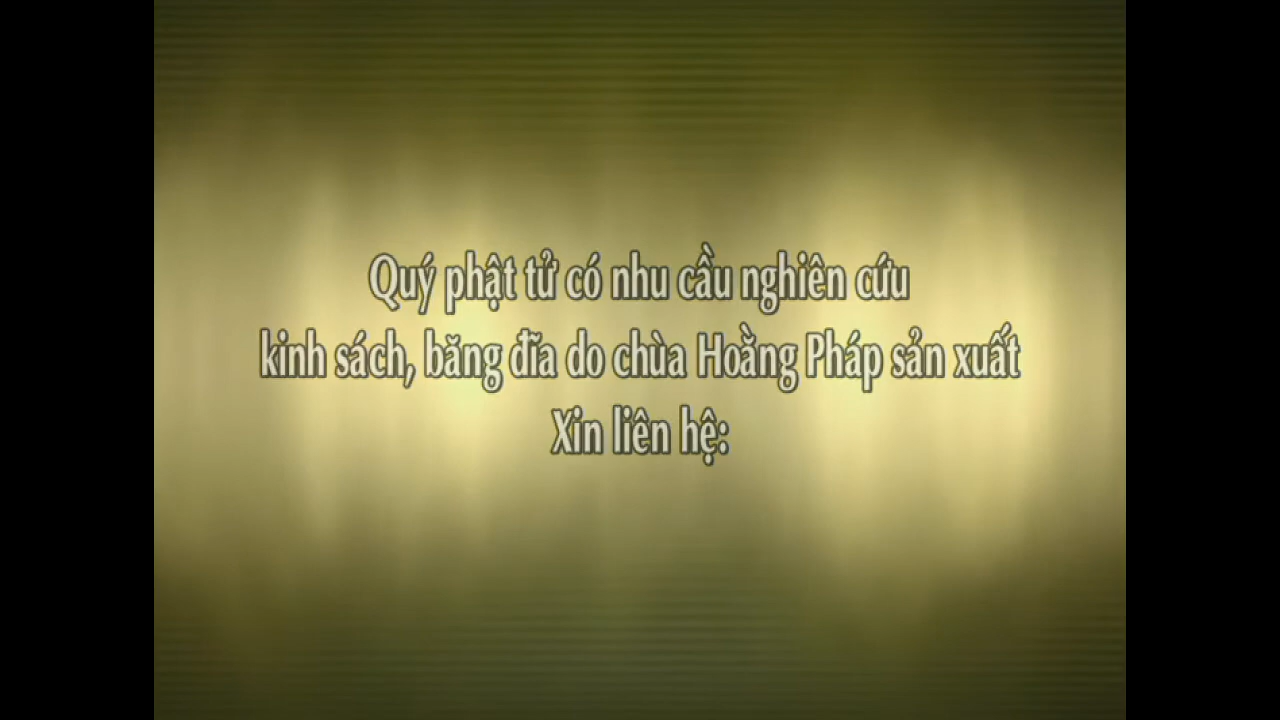 Quý phật tử có nhu cầu nghiên cứu
kinh sách, băng đĩa do chùa Hoằng Pháp sản xuất
Xin liên hệ: